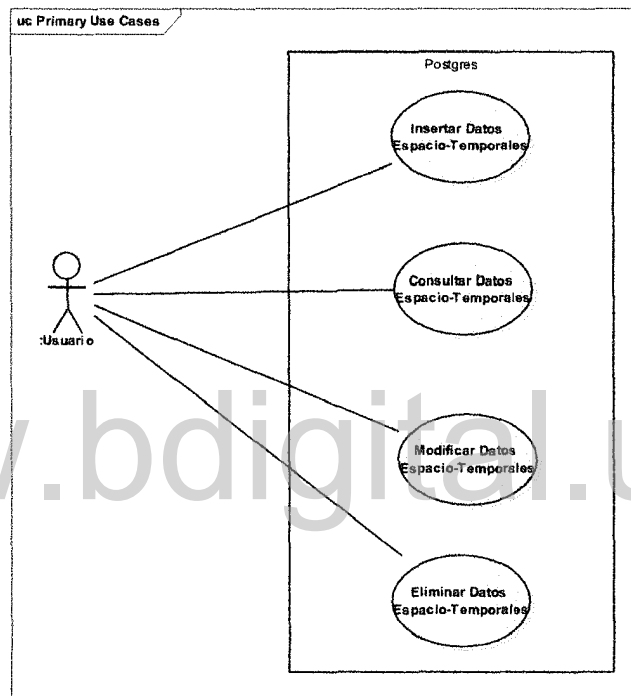 uc Primary Use Cases
Postgres
Insertar Datos
Espacio-Temporales
Consultar Datos
Espacio-Temporales
:Usuario
Modificar Datos
Espacio-Temporales
Eliminar Datos
Espacio-Temporales
.bdigital.u